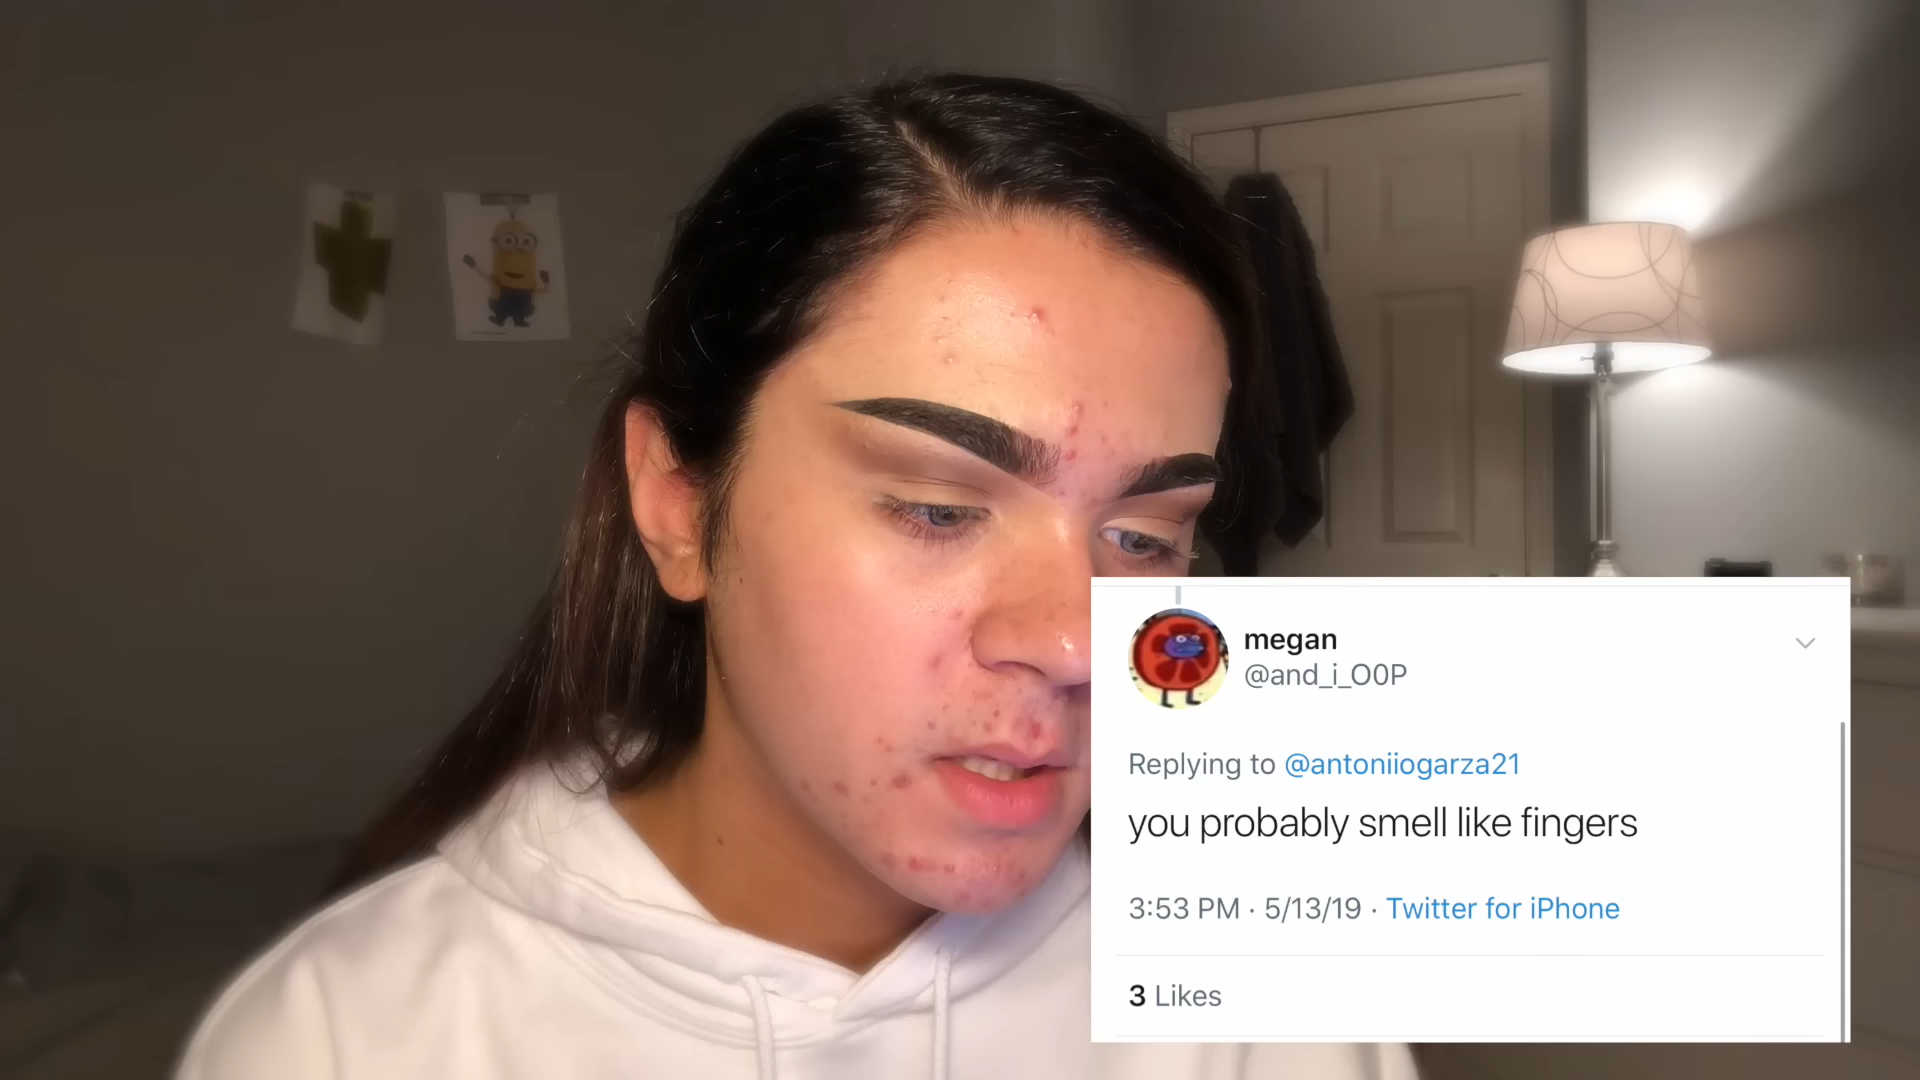 megan
@and_i_O0P
Replying to @antoniiogarza21
you probably smell like fingers
3:53 PM · 5/13/19 · Twitter for iPhone
3 Likes